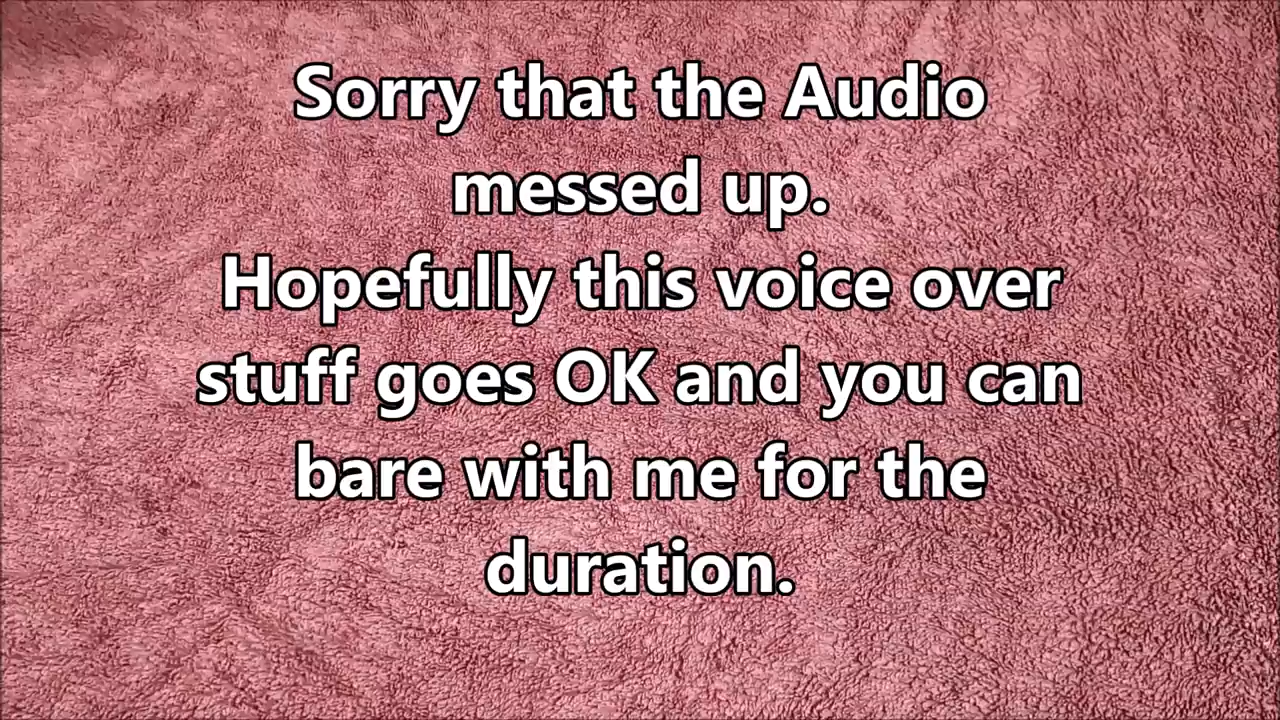 Sorry that the Audio
messed up.
Hopefully this voice over
stuff goes OK and you can
bare with me for the
duration.